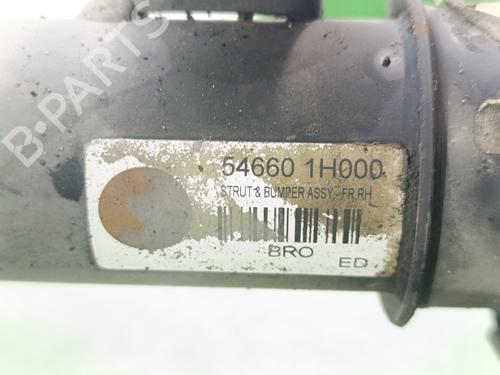 B-PARTS
54660 1H000
STRUT & BUMPER ASSY-FR.RH
BRO
ED